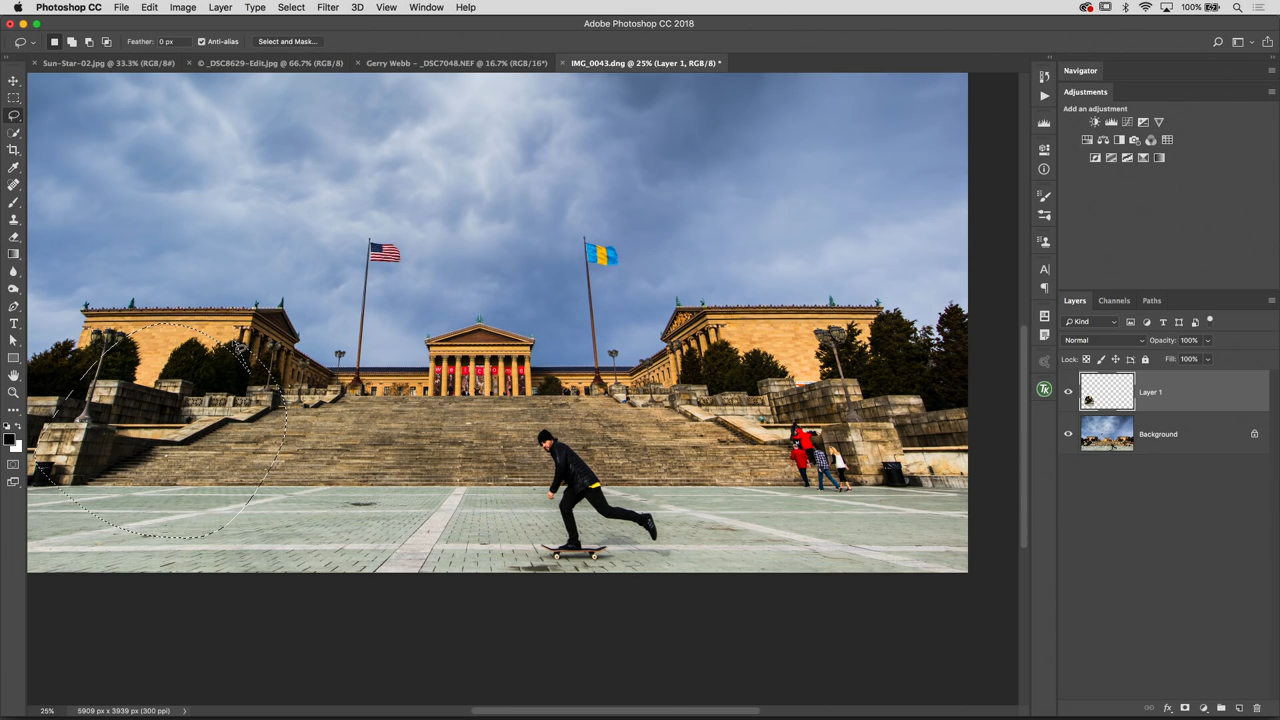 Photoshop CC File Edit Image Layer Type Select Filter 3D View Window Help 100%
Adobe Photoshop CC 2018
Feather: 0 px Anti-alias Select and Mask...
Sun-Star-02.jpg @ 33.3% (RGB/8#) © _DSC8629-Edit.jpg @ 66.7% (RGB/8) Gerry Webb - _DSC7048.NEF @ 16.7% (RGB/16*) IMG_0043.dng @ 25% (Layer 1, RGB/8) *
Navigator
Adjustments
Add an adjustment
Layers Channels Paths
Kind
Normal Opacity: 100%
Lock: Fill: 100%
Layer 1
Background
TK
A
T
WELCOME
25% 5909 px x 3939 px (300 ppi)
fx